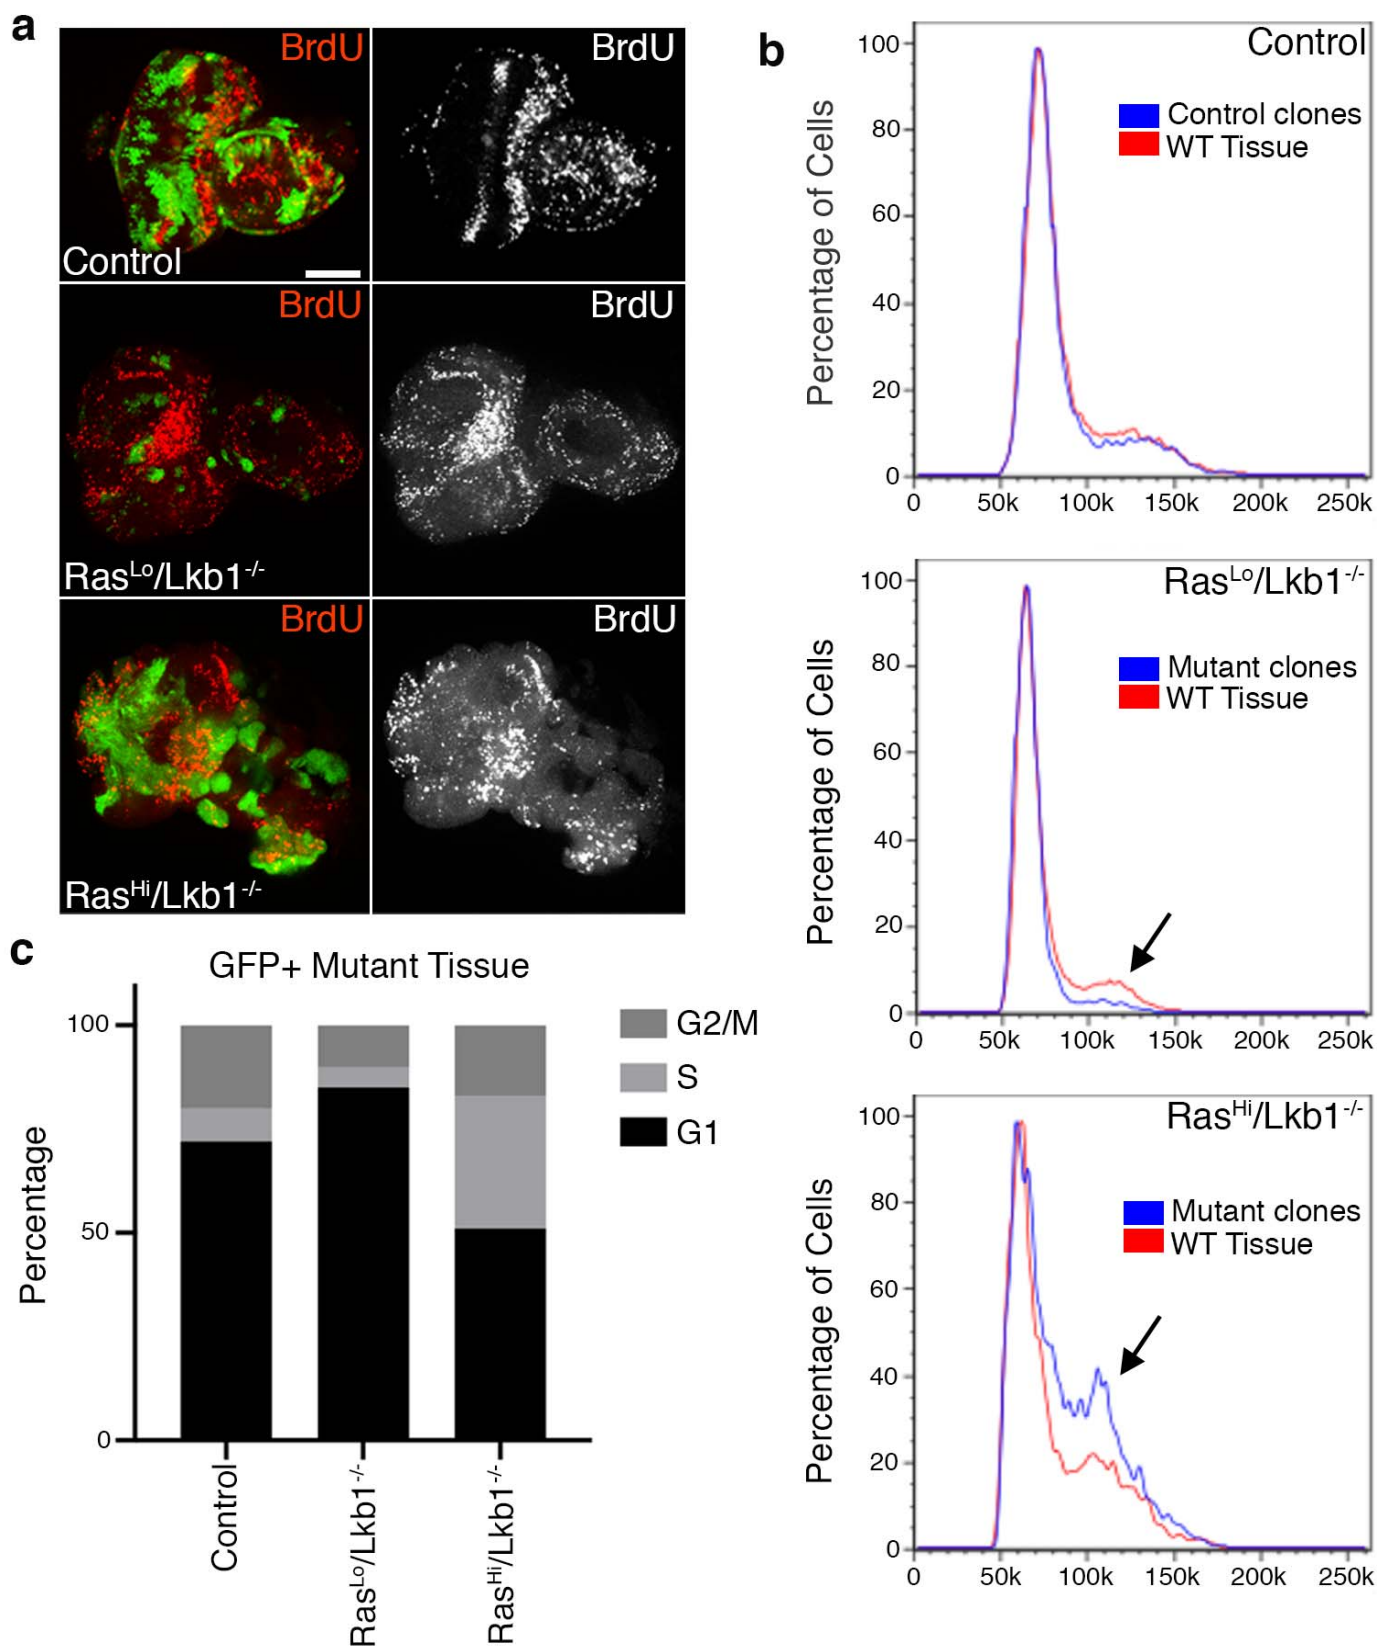 a
BrdU
BrdU
Control
BrdU
BrdU
Ras^Lo/Lkb1^-/-
BrdU
BrdU
Ras^Hi/Lkb1^-/-
b
Control
Control clones
WT Tissue
Percentage of Cells
100
80
60
40
20
0
0 50k 100k 150k 200k 250k
Ras^Lo/Lkb1^-/-
Mutant clones
WT Tissue
Percentage of Cells
100
80
60
40
20
0
0 50k 100k 150k 200k 250k
Ras^Hi/Lkb1^-/-
Mutant clones
WT Tissue
Percentage of Cells
100
80
60
40
20
0
0 50k 100k 150k 200k 250k
c
GFP+ Mutant Tissue
G2/M
S
G1
Percentage
100
50
0
Control
Ras^Lo/Lkb1^-/-
Ras^Hi/Lkb1^-/-